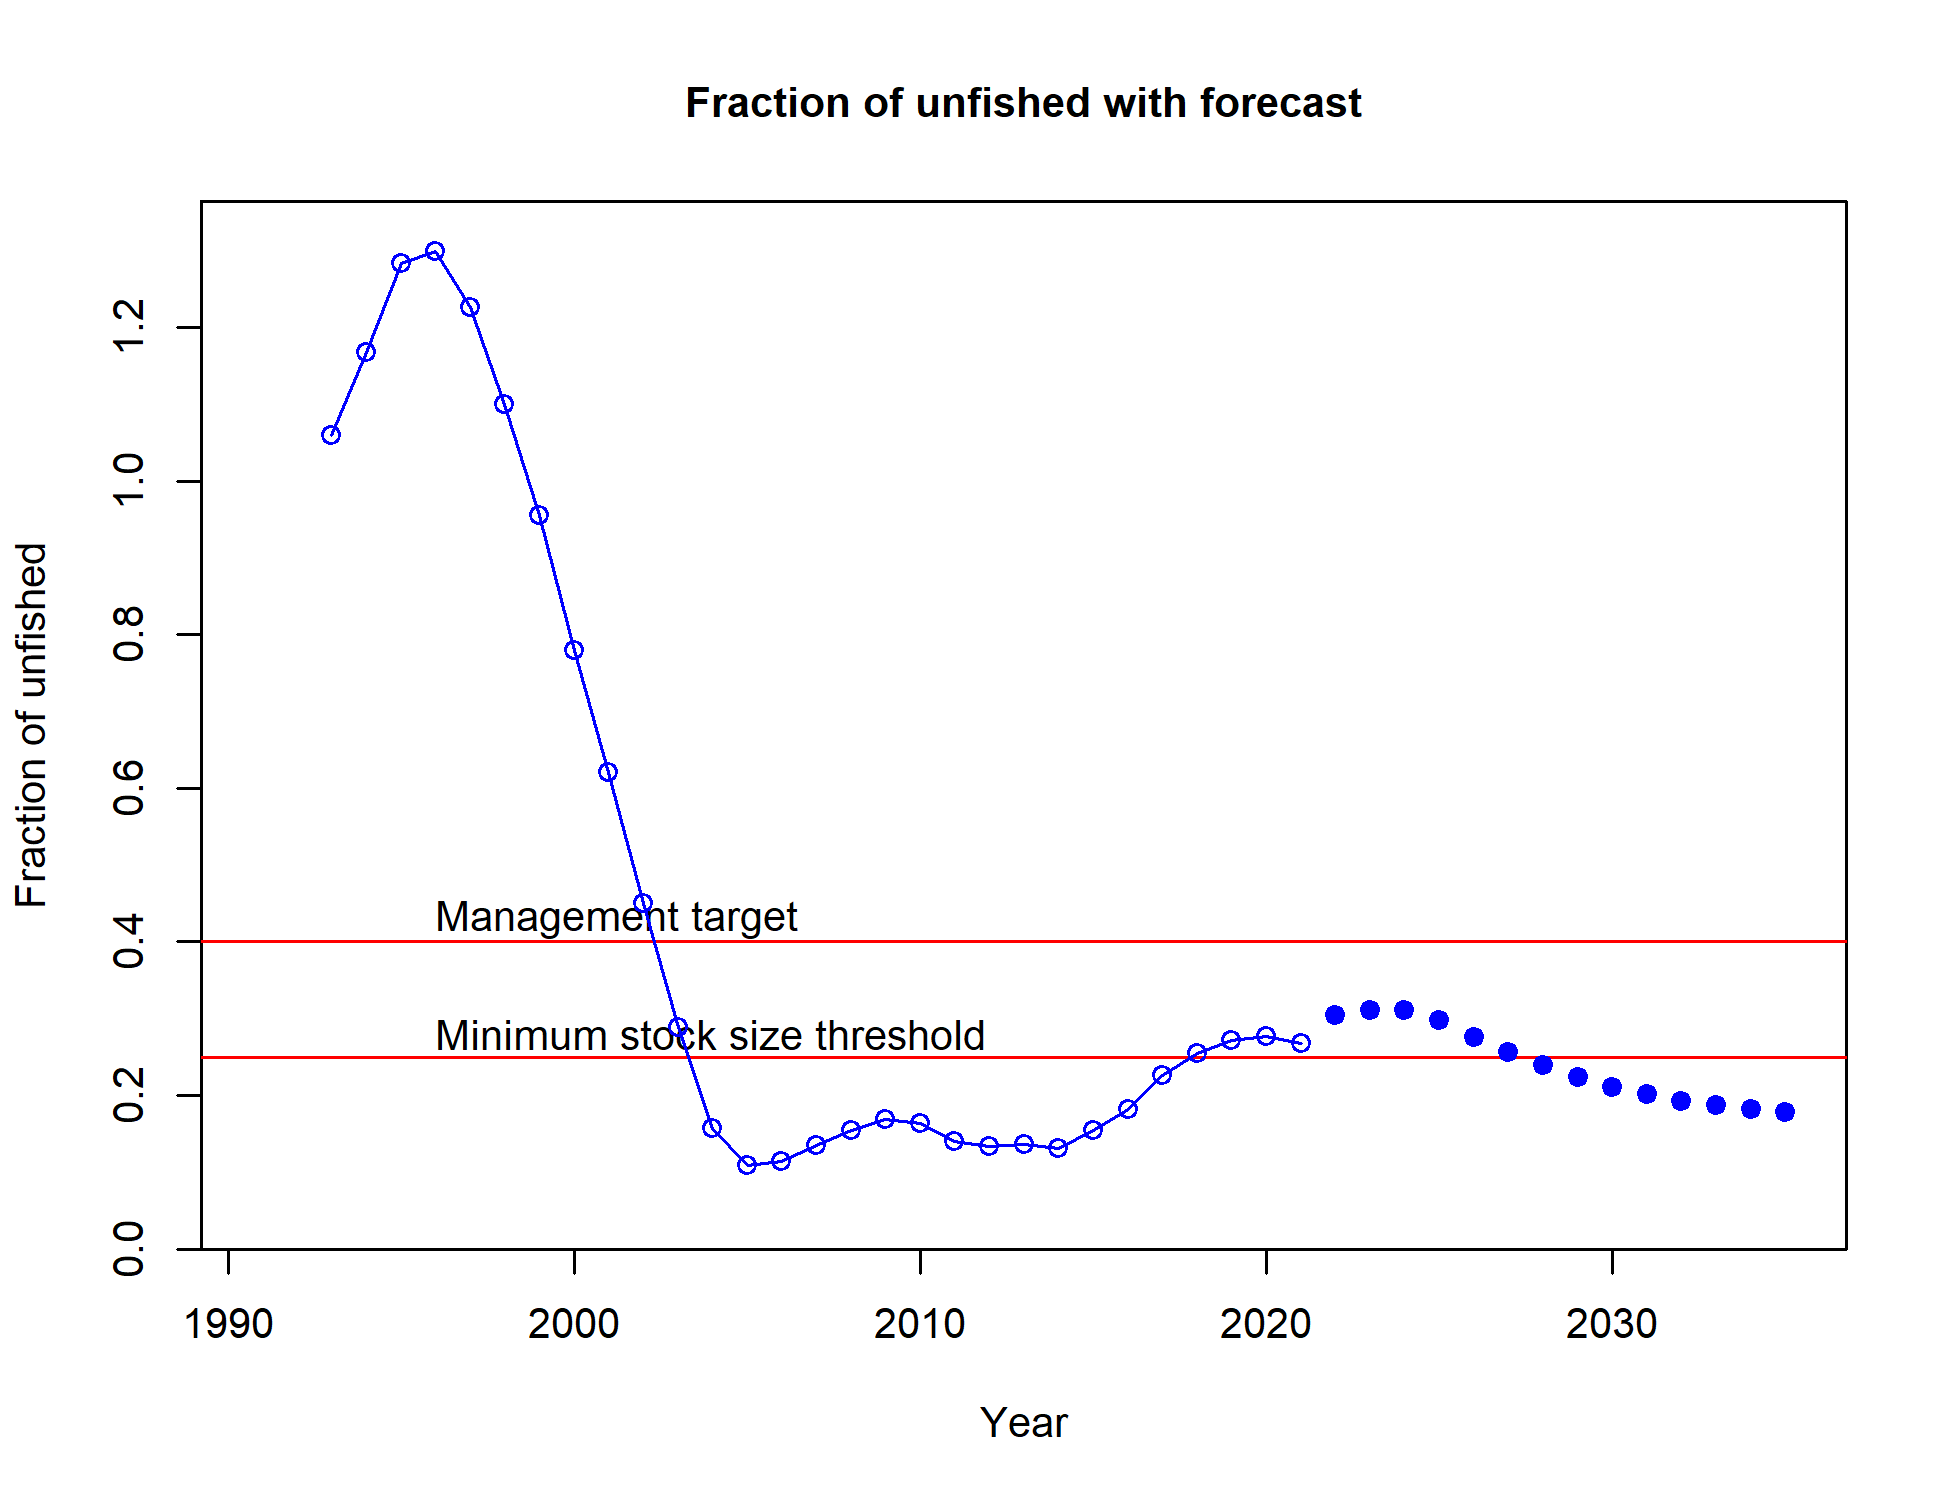 Fraction of unfished with forecast
Fraction of unfished
1.2
1.0
0.8
0.6
0.4
0.2
0.0
Management target
Minimum stock size threshold
1990 2000 2010 2020 2030
Year